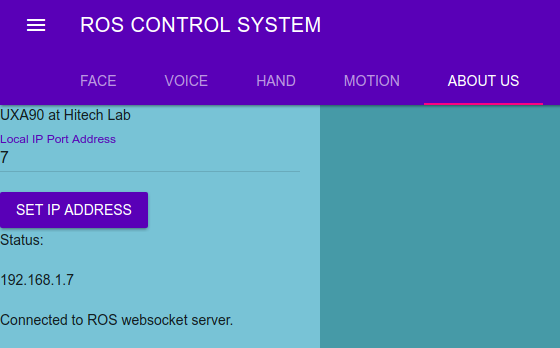 ROS CONTROL SYSTEM
FACE VOICE HAND MOTION ABOUT US
UXA90 at Hitech Lab
Local IP Port Address
7
SET IP ADDRESS
Status:
192.168.1.7
Connected to ROS websocket server.